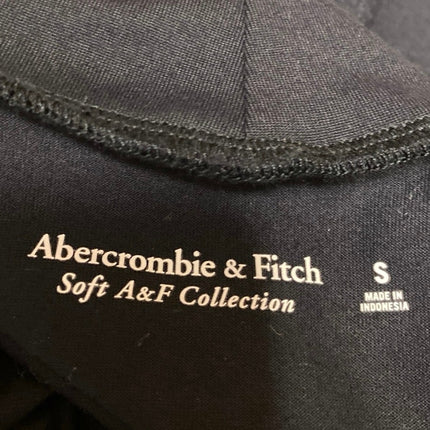 Abercrombie & Fitch
Soft A&F Collection
S
MADE IN
INDONESIA